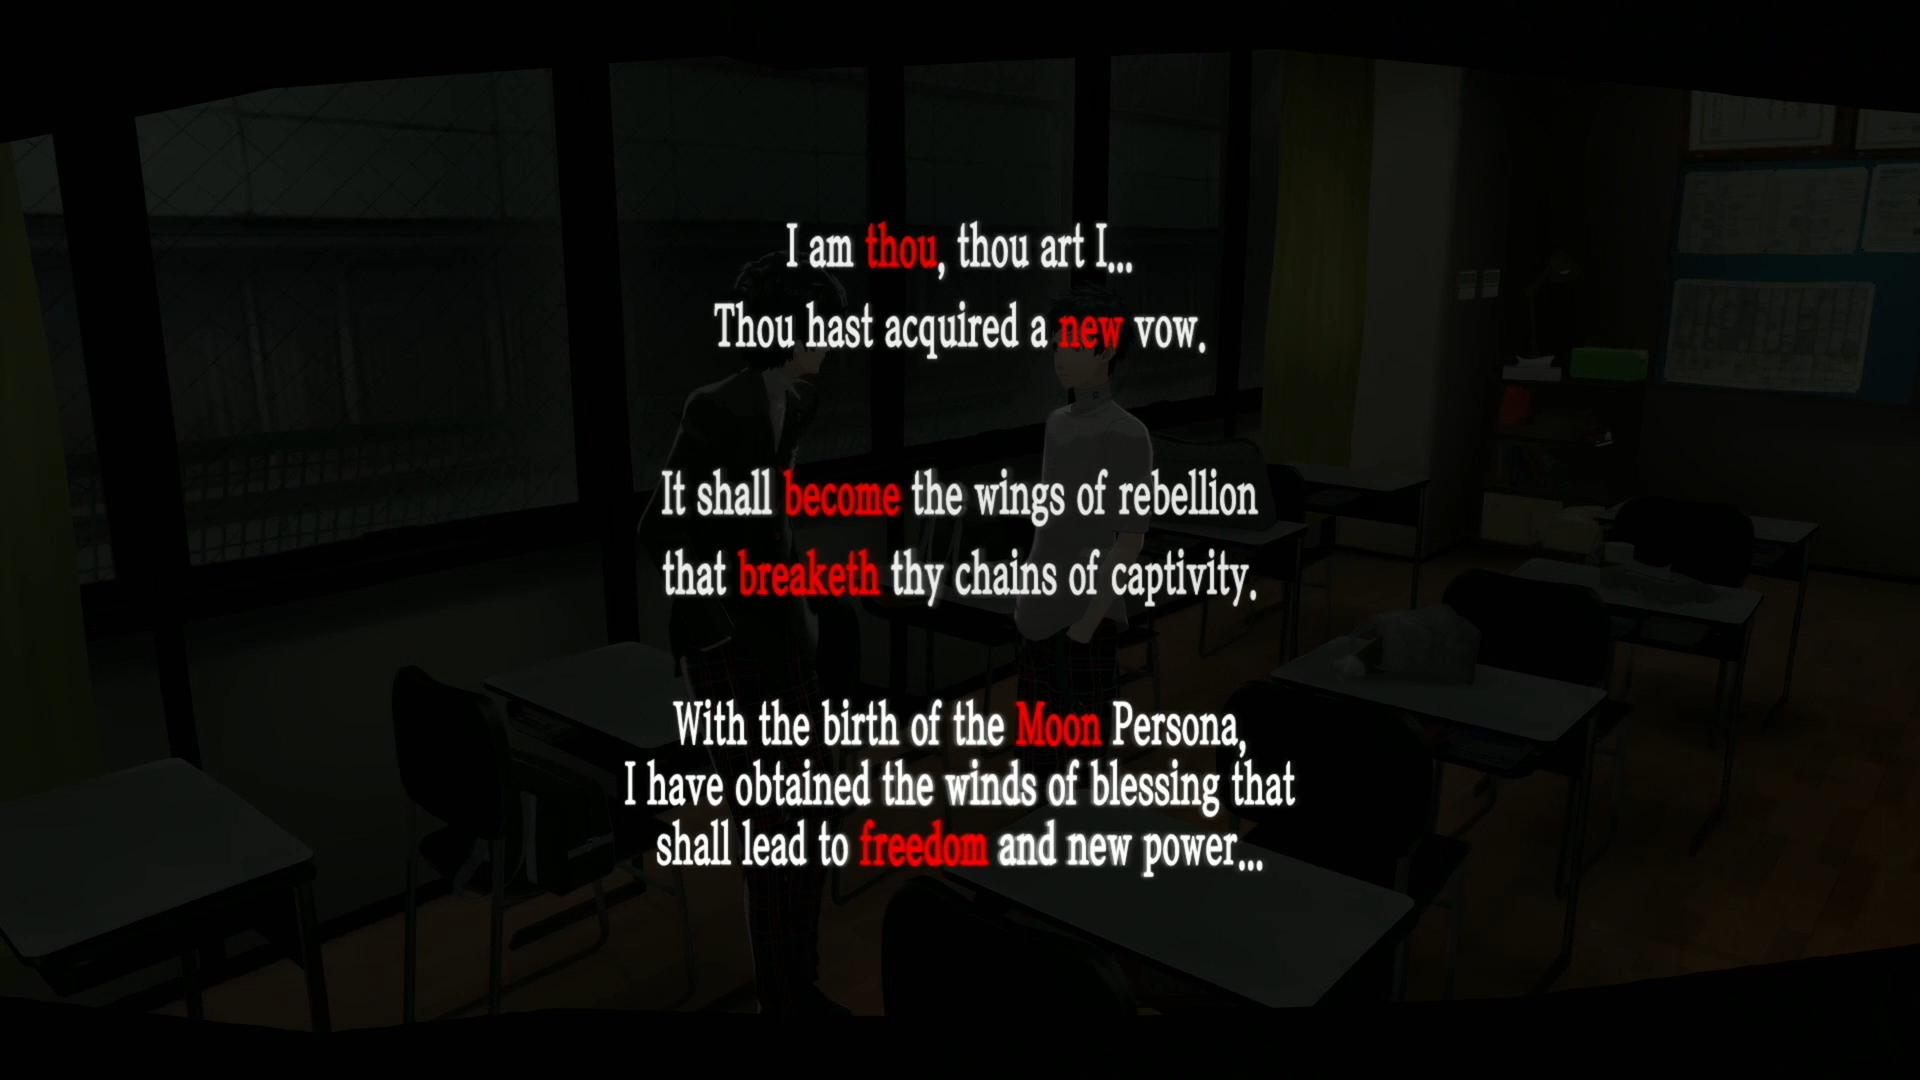 I am thou, thou art I...
Thou hast acquired a new vow.
It shall become the wings of rebellion
that breaketh thy chains of captivity.
With the birth of the Moon Persona,
I have obtained the winds of blessing that
shall lead to freedom and new power...